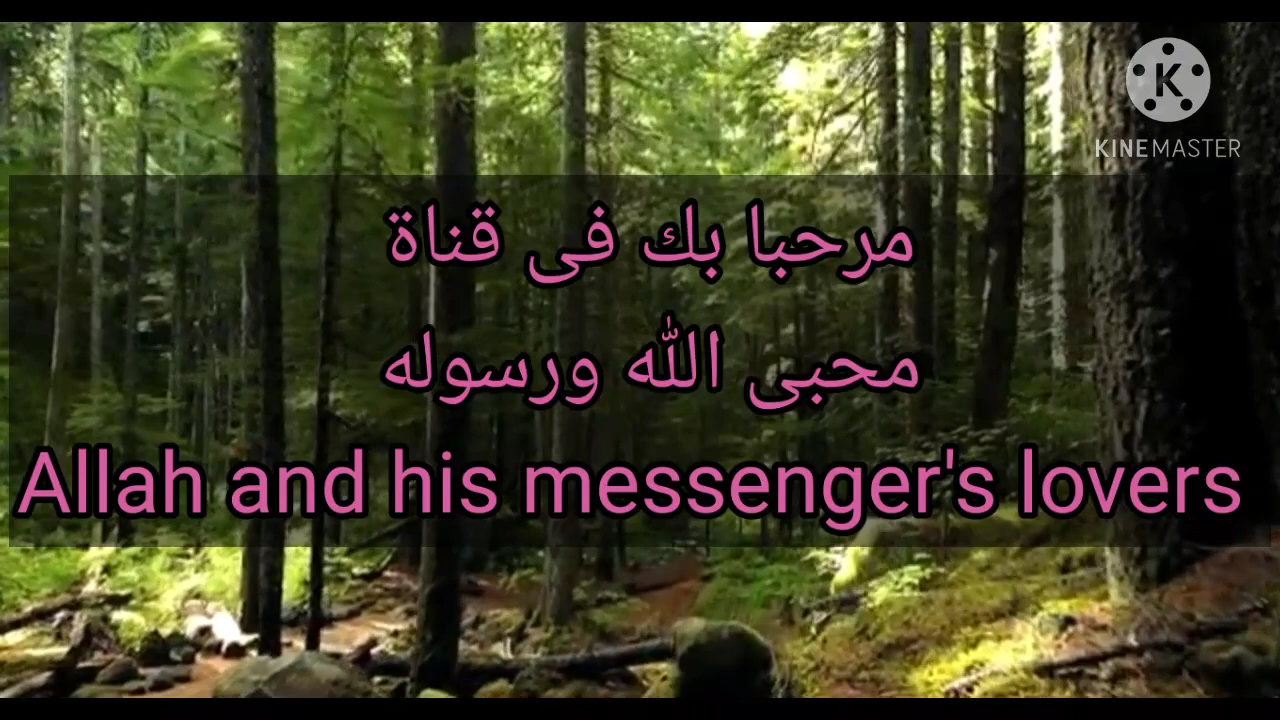 KINEMASTER
مرحبا بك فى قناة
محبى الله ورسوله
Allah and his messenger's lovers